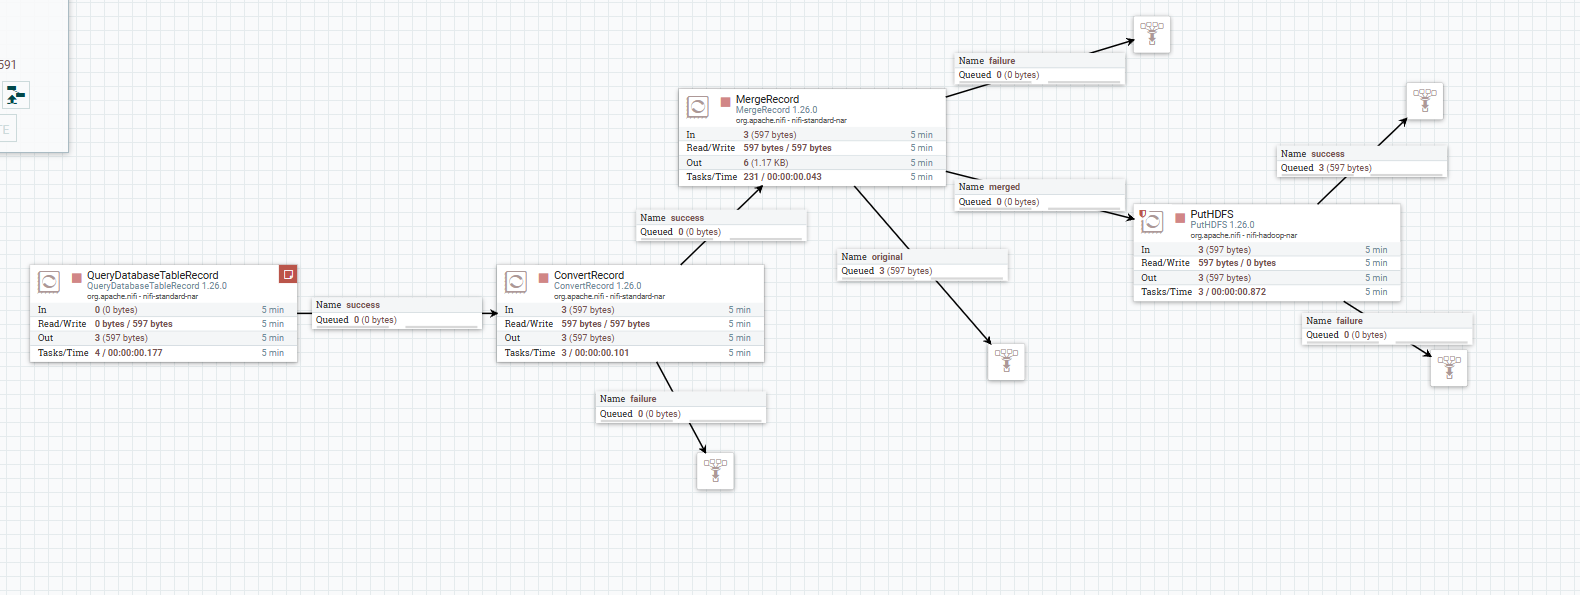 591
TE
Name failure
Queued 0 (0 bytes)
MergeRecord
MergeRecord 1.26.0
org.apache.nifi - nifi-standard-nar
In 3 (597 bytes) 5 min
Read/Write 597 bytes / 597 bytes 5 min
Out 6 (1.17 KB) 5 min
Tasks/Time 231 / 00:00:00.043 5 min
Name success
Queued 3 (597 bytes)
Name merged
Queued 0 (0 bytes)
Name success
Queued 0 (0 bytes)
PutHDFS
PutHDFS 1.26.0
org.apache.nifi - nifi-hadoop-nar
In 3 (597 bytes) 5 min
Read/Write 597 bytes / 0 bytes 5 min
Out 3 (597 bytes) 5 min
Tasks/Time 3 / 00:00:00.872 5 min
Name original
Queued 3 (597 bytes)
QueryDatabaseTableRecord
QueryDatabaseTableRecord 1.26.0
org.apache.nifi - nifi-standard-nar
In 0 (0 bytes) 5 min
Read/Write 0 bytes / 597 bytes 5 min
Out 3 (597 bytes) 5 min
Tasks/Time 4 / 00:00:00.177 5 min
Name success
Queued 0 (0 bytes)
ConvertRecord
ConvertRecord 1.26.0
org.apache.nifi - nifi-standard-nar
In 3 (597 bytes) 5 min
Read/Write 597 bytes / 597 bytes 5 min
Out 3 (597 bytes) 5 min
Tasks/Time 3 / 00:00:00.101 5 min
Name failure
Queued 0 (0 bytes)
Name failure
Queued 0 (0 bytes)